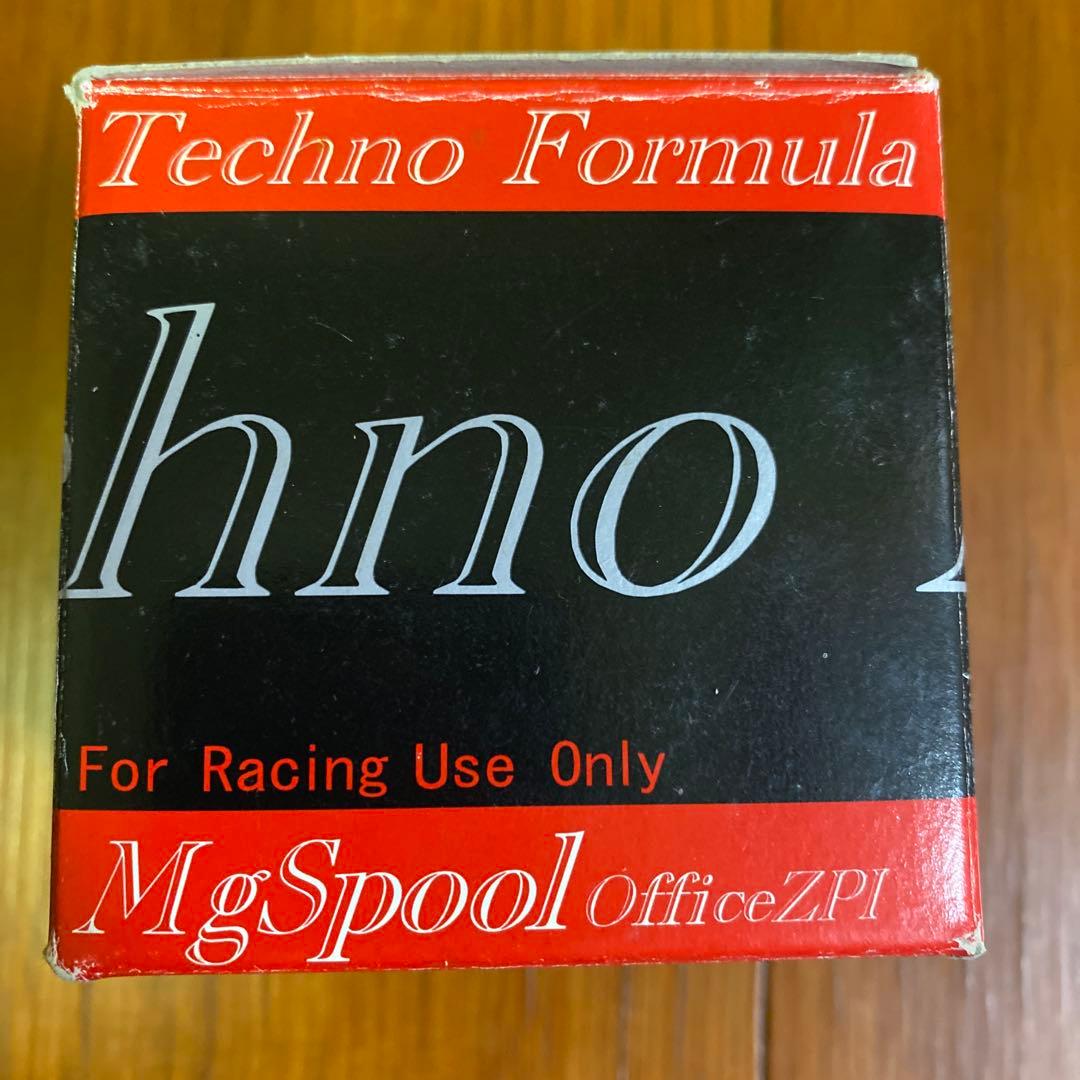 Techno Formula
hno
For Racing Use Only
MgSpool OfficeZPI